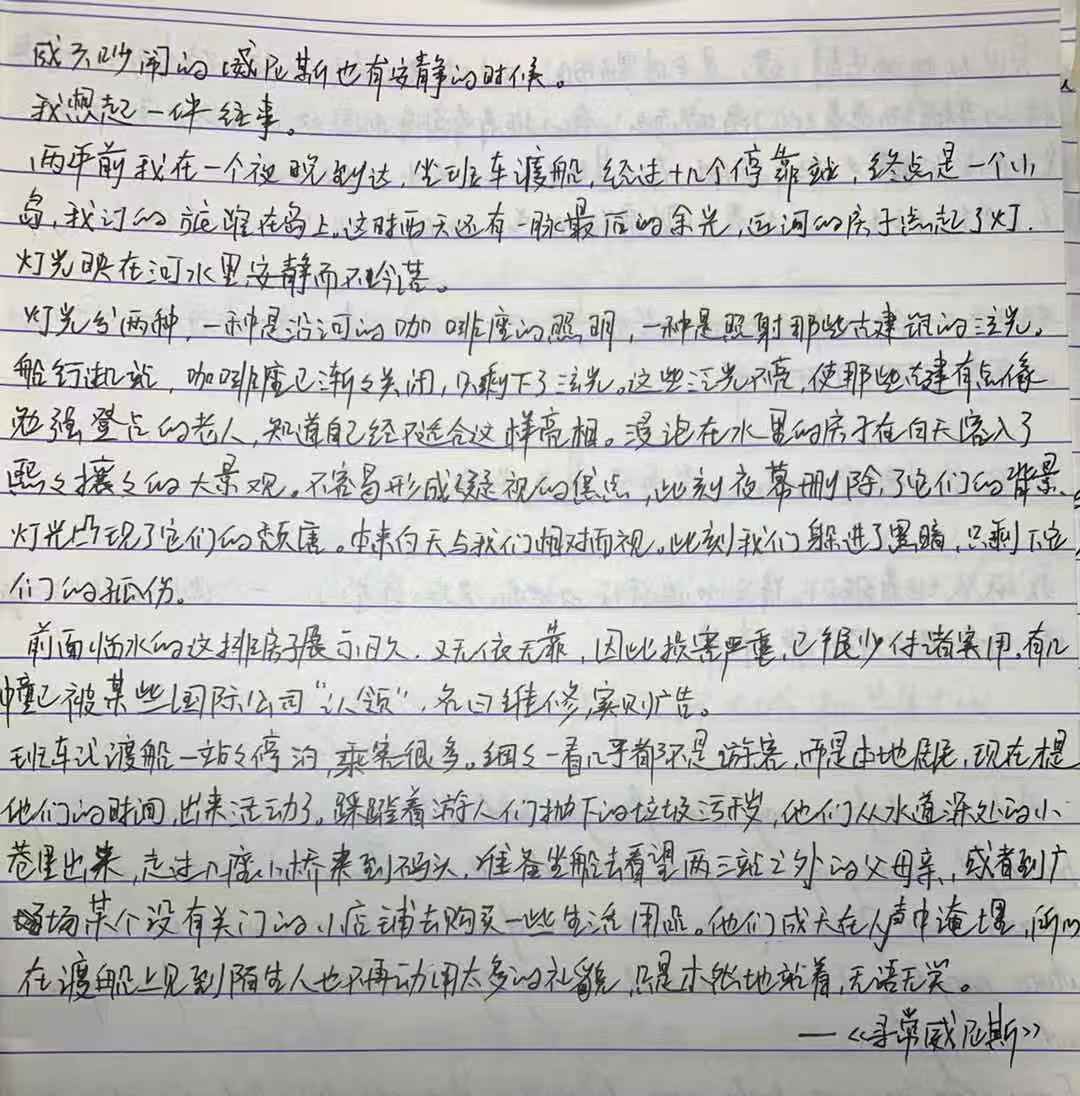 成天吵闹的威尼斯也有安静的时候。
我想起一件往事。
两年前我在一个夜晚到达，坐班车渡船，经过十几个停靠站，终点是一个小
岛，我订的旅馆在岛上。这时西天还有一脉最后的余光，运河的房子点起了灯.
灯光映在河水里安静而不冷落。
灯光分两种，一种是沿河的咖啡座的照明，一种是照射那些古建筑的泛光。
船行几站，咖啡座已渐々关闭，只剩下了泛光。这些泛光不亮，使那些古建有点像
勉强登台的老人，知道自己经不适合这样亮相。浸泡在水里的房子在白天溶入了
熙々攘々的大景观。不容易形成凝视的焦点，此刻夜幕删除了它们的背景、
灯光凸现了它们的颓唐。本来白天与我们相对而视。此刻我们躲进了黑暗，只剩下它
们的孤伤。
前面临水的这排房子展示日久、又无依无靠，因此损害严重，已很少付诸实用，有几
幢已被某些国际公司“认领”，名曰维修，实则广告。
班车式渡船一站々停泊，乘客很多。细々一看几乎都不是游客，而是本地居民，现在才是
他们的时间，出来活动了。踩踏着游人们抛下的垃圾污秽，他们从水道深处的小
巷里出来，走过几座小桥来到码头，准备坐船去看望两三站之外的父母亲，或者到广
场某个没有关门的小店铺去购买一些生活用品。他们成天在人声中淹埋，所以
在渡船上见到陌生人也不再动用太多的礼貌，只是木然地就着，无语无笑。
—《寻常威尼斯》